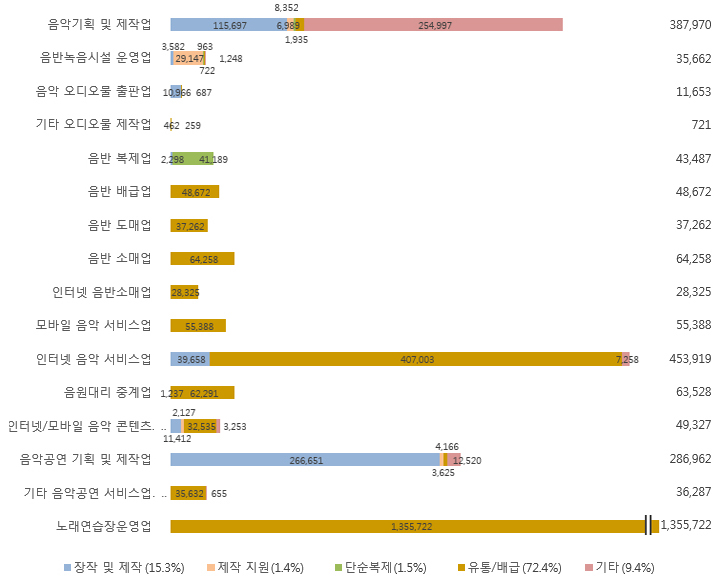 8,352
음악기획 및 제작업 115,697 6,989 254,997 387,970
1,935
3,582 963
음반녹음시설 운영업 29,147 1,248 35,662
722
음악 오디오물 출판업 10,966 687 11,653
기타 오디오물 제작업 462 259 721
음반 복제업 2,298 41,189 43,487
음반 배급업 48,672 48,672
음반 도매업 37,262 37,262
음반 소매업 64,258 64,258
인터넷 음반소매업 28,325 28,325
모바일 음악 서비스업 55,388 55,388
인터넷 음악 서비스업 39,658 407,003 7,258 453,919
음원대리 중계업 1,237 62,291 63,528
2,127
인터넷/모바일 음악 콘텐츠... 32,535 3,253 49,327
11,412
4,166
음악공연 기획 및 제작업 266,651 12,520 286,962
3,625
기타 음악공연 서비스업... 35,632 655 36,287
노래연습장운영업 1,355,722 1,355,722
창작 및 제작(15.3%) 제작 지원(1.4%) 단순복제(1.5%) 유통/배급(72.4%) 기타(9.4%)